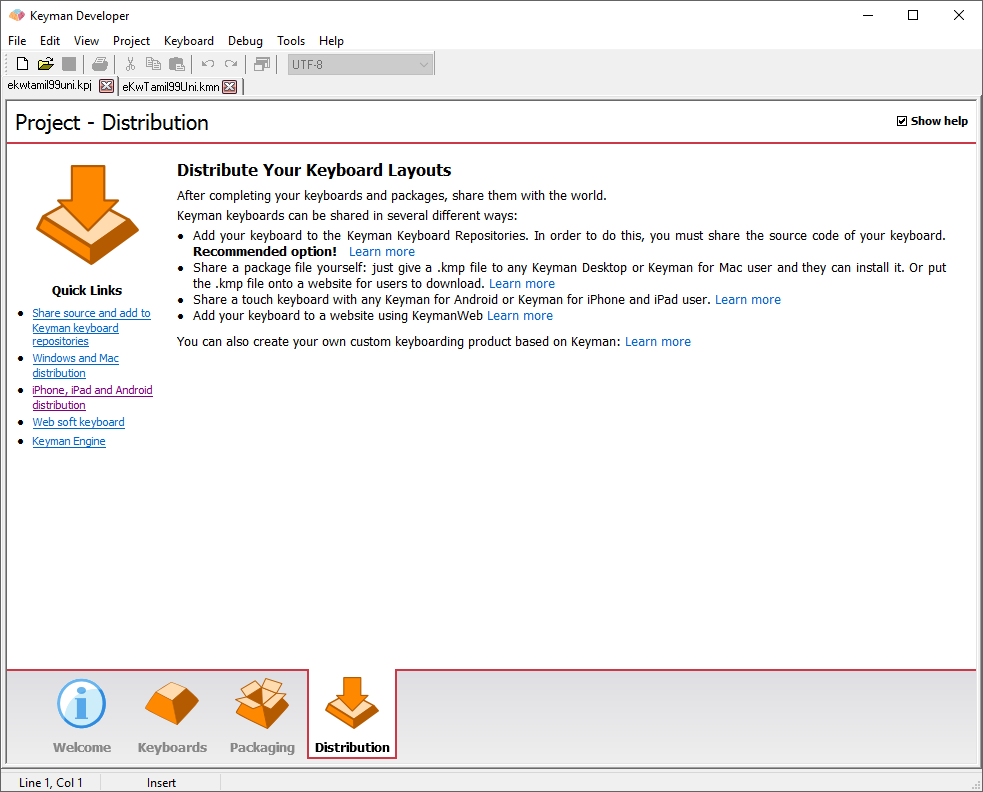 Keyman Developer
File Edit View Project Keyboard Debug Tools Help
UTF-8
ekwtamil99uni.kpj eKwTamil99Uni.kmn
Project - Distribution
Show help
Distribute Your Keyboard Layouts
After completing your keyboards and packages, share them with the world.
Keyman keyboards can be shared in several different ways:
• Add your keyboard to the Keyman Keyboard Repositories. In order to do this, you must share the source code of your keyboard.
Recommended option! Learn more
• Share a package file yourself: just give a .kmp file to any Keyman Desktop or Keyman for Mac user and they can install it. Or put
the .kmp file onto a website for users to download. Learn more
• Share a touch keyboard with any Keyman for Android or Keyman for iPhone and iPad user. Learn more
• Add your keyboard to a website using KeymanWeb Learn more
You can also create your own custom keyboarding product based on Keyman: Learn more
Quick Links
• Share source and add to
Keyman keyboard
repositories
• Windows and Mac
distribution
• iPhone, iPad and Android
distribution
• Web soft keyboard
• Keyman Engine
Welcome Keyboards Packaging Distribution
Line 1, Col 1 Insert